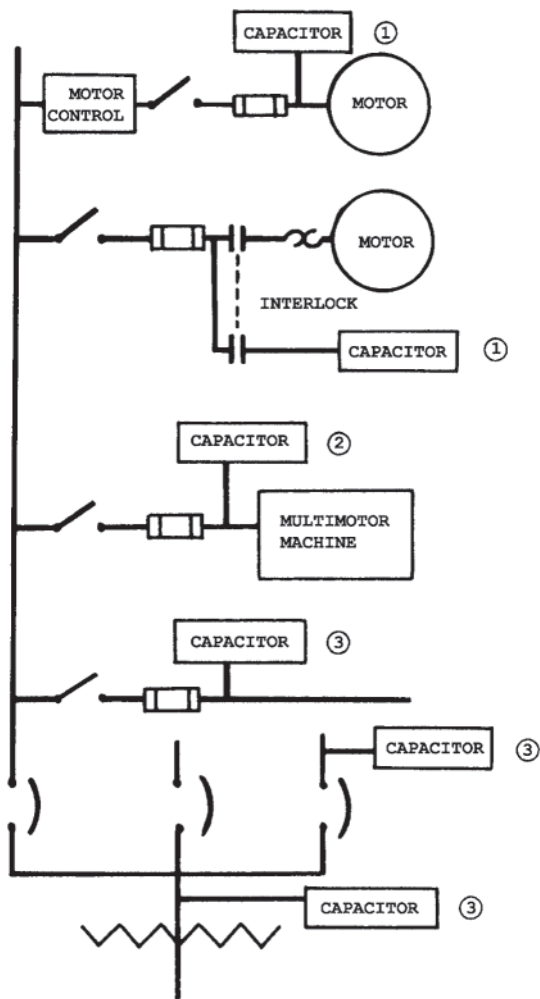 CAPACITOR ①
MOTOR
CONTROL
MOTOR
MOTOR
INTERLOCK
CAPACITOR ①
CAPACITOR ②
MULTIMOTOR
MACHINE
CAPACITOR ③
CAPACITOR ③
CAPACITOR ③